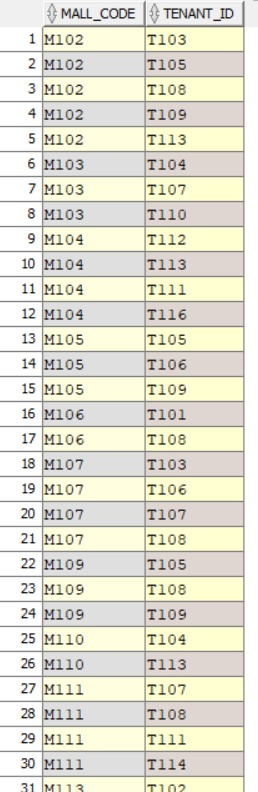 MALL_CODE TENANT_ID
1 M102 T103
2 M102 T105
3 M102 T108
4 M102 T109
5 M102 T113
6 M103 T104
7 M103 T107
8 M103 T110
9 M104 T112
10 M104 T113
11 M104 T111
12 M104 T116
13 M105 T105
14 M105 T106
15 M105 T109
16 M106 T101
17 M106 T108
18 M107 T103
19 M107 T106
20 M107 T107
21 M107 T108
22 M109 T105
23 M109 T108
24 M109 T109
25 M110 T104
26 M110 T113
27 M111 T107
28 M111 T108
29 M111 T111
30 M111 T114
31 M113 T102